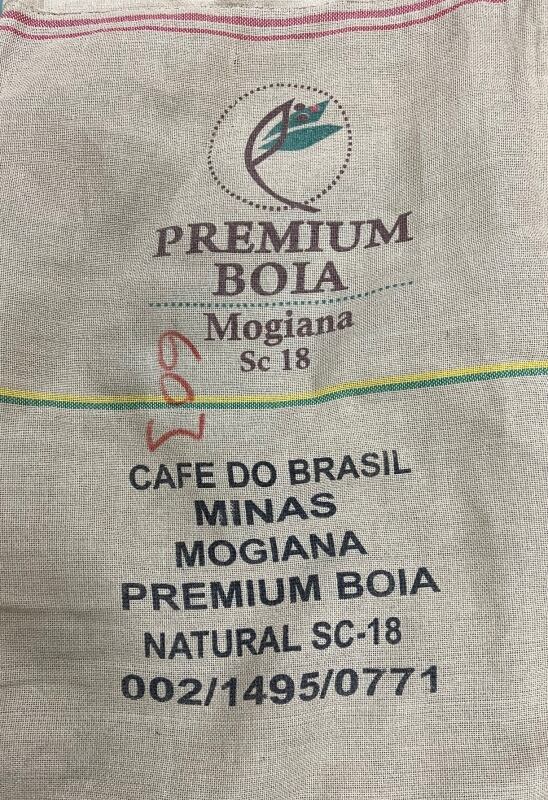 PREMIUM
BOIA
Mogiana
Sc 18
CAFE DO BRASIL
MINAS
MOGIANA
PREMIUM BOIA
NATURAL SC-18
002/1495/0771